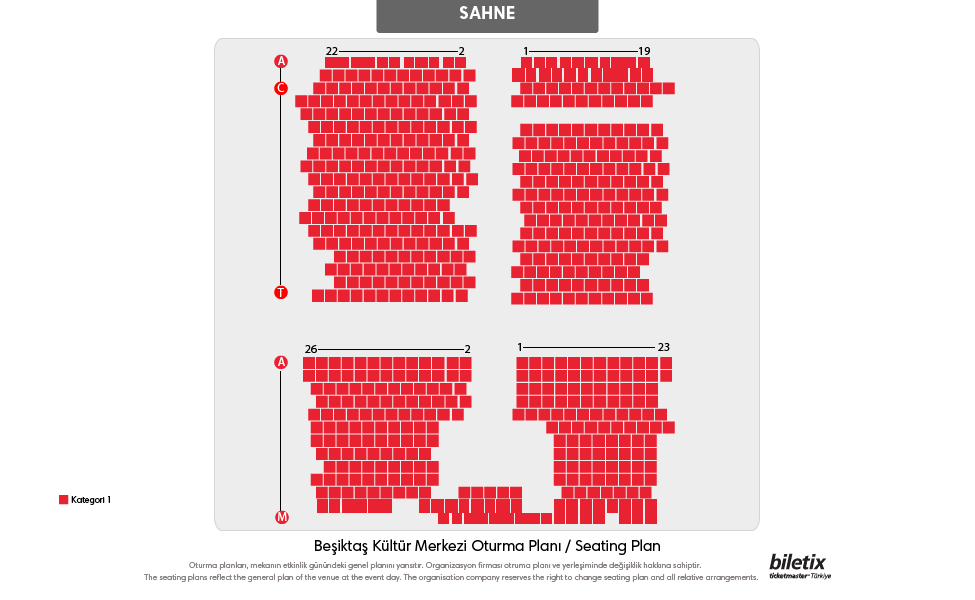 SAHNE
22 2 1 19
A
C
T
26 2 1 23
A
M
Kategori 1
Beşiktaş Kültür Merkezi Oturma Planı / Seating Plan
Oturma planları, mekanın etkinlik günündeki genel planını yansıtır. Organizasyon firması otruma planı ve yerleşiminde değişiklik hakkına sahiptir.
The seating plans reflect the general plan of the venue at the event day. The organisation company reserves the right to change seating plan and all relative arrangements.
biletix
ticketmaster Türkiye